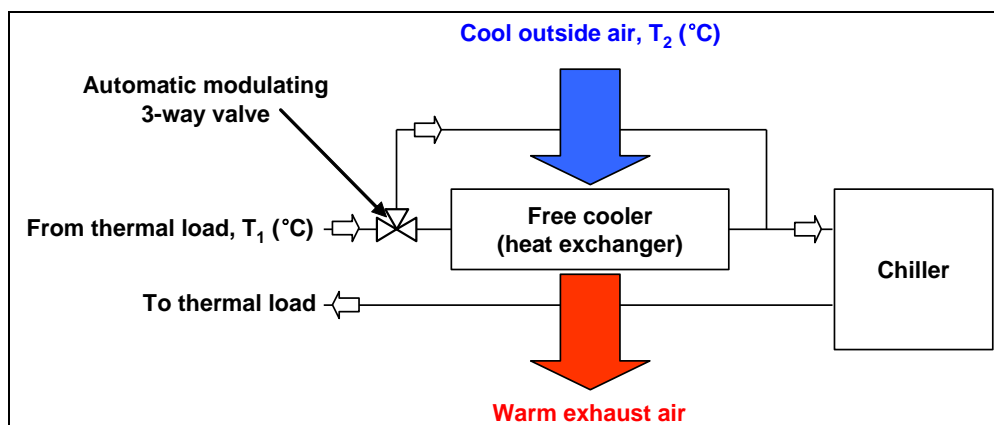 Cool outside air, T₂ (°C)
Automatic modulating
3-way valve
From thermal load, T₁ (°C)
Free cooler
(heat exchanger)
Chiller
To thermal load
Warm exhaust air